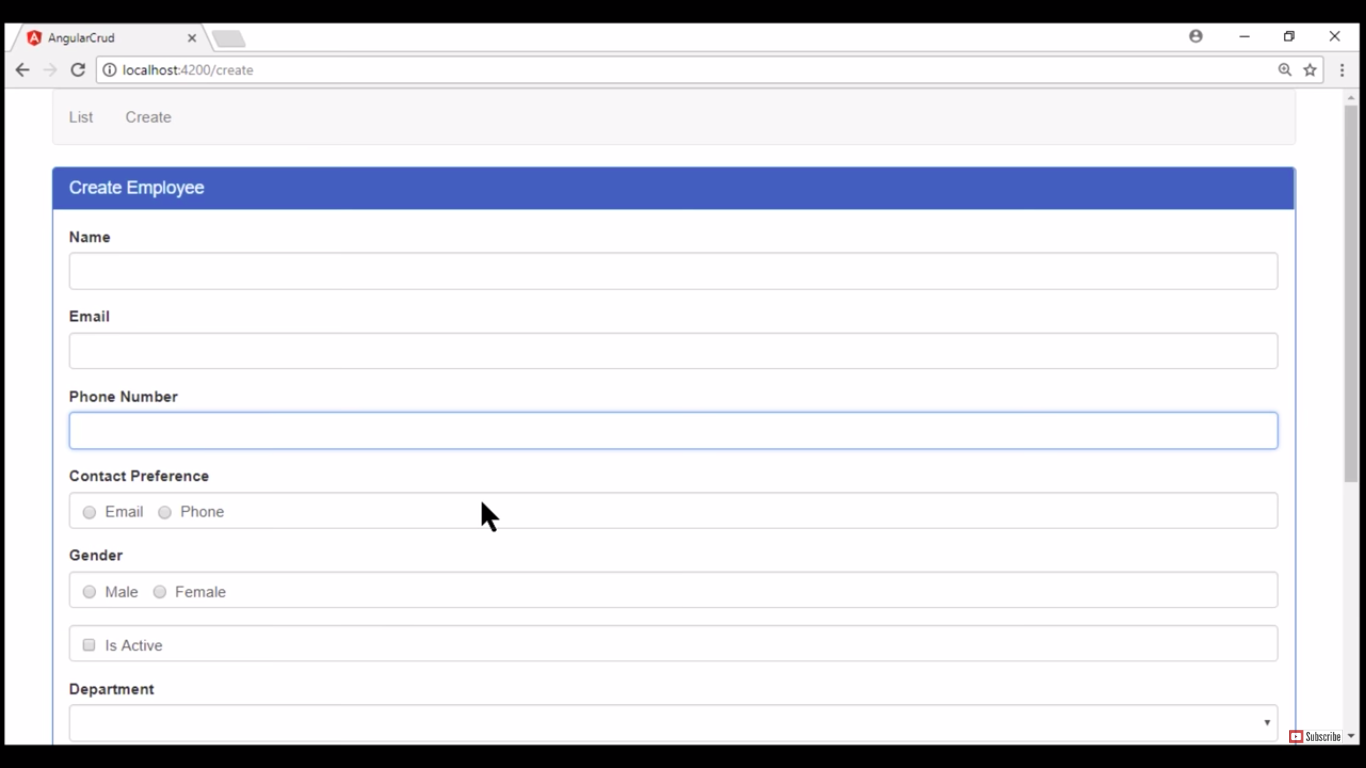 AngularCrud
localhost:4200/create
List Create
Create Employee
Name
Email
Phone Number
Contact Preference
Email Phone
Gender
Male Female
Is Active
Department
Subscribe